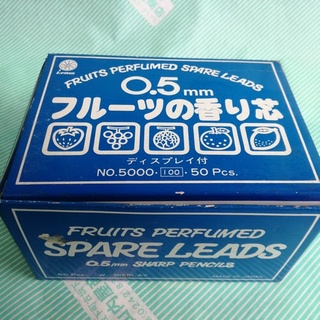 Lemon
FRUITS PERFUMED SPARE LEADS
0.5mm
フルーツの香り芯
ディスプレイ付
NO.5000・100・50 Pcs.
FRUITS PERFUMED
SPARE LEADS
0.5mm SHARP PENCILS